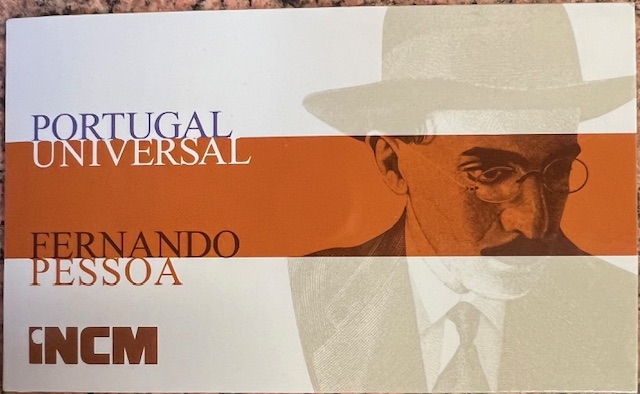 PORTUGAL
UNIVERSAL
FERNANDO
PESSOA
INCM